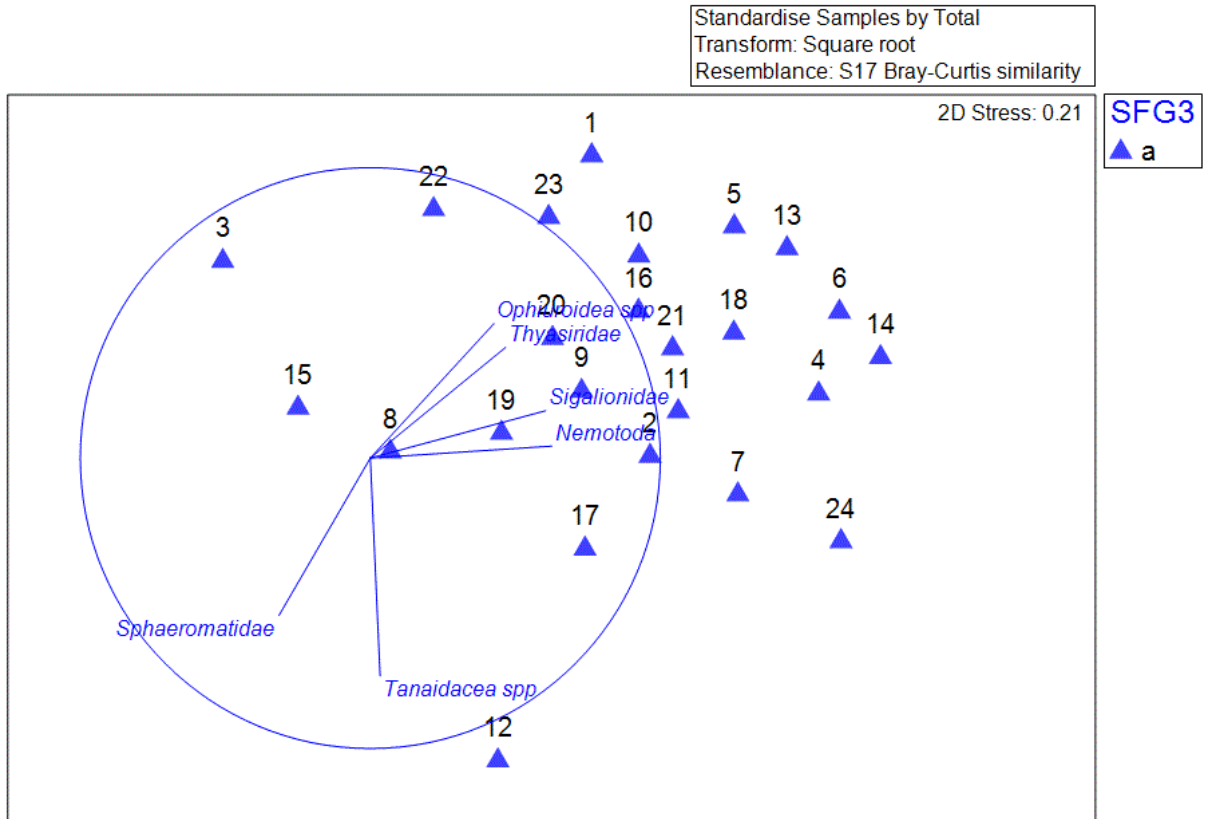 Standardise Samples by Total
Transform: Square root
Resemblance: S17 Bray-Curtis similarity
2D Stress: 0.21
SFG3
a
1
22
23
5
13
3
10
16
6
20
Ophiuroidea spp
21
18
Thyasiridae
14
9
4
15
Sigalionidae
11
8
19
2
Nemotoda
7
17
24
Sphaeromatidae
Tanaidacea spp
12